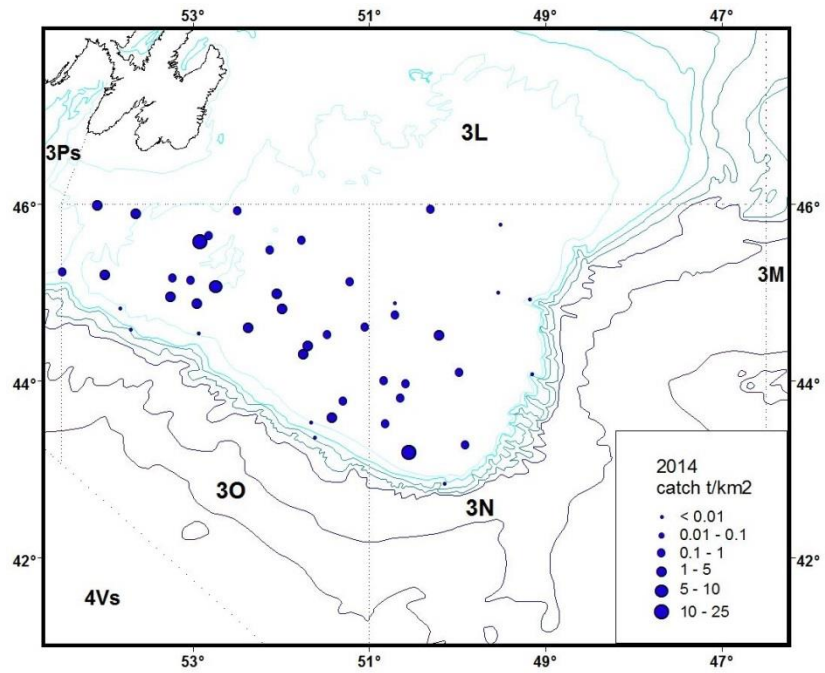 53° 51° 49° 47°
3L
3Ps
46° 46°
3M
44° 44°
2014
catch t/km2
< 0.01
0.01 - 0.1
0.1 - 1
1 - 5
5 - 10
10 - 25
3O
3N
42° 42°
4Vs
53° 51° 49° 47°